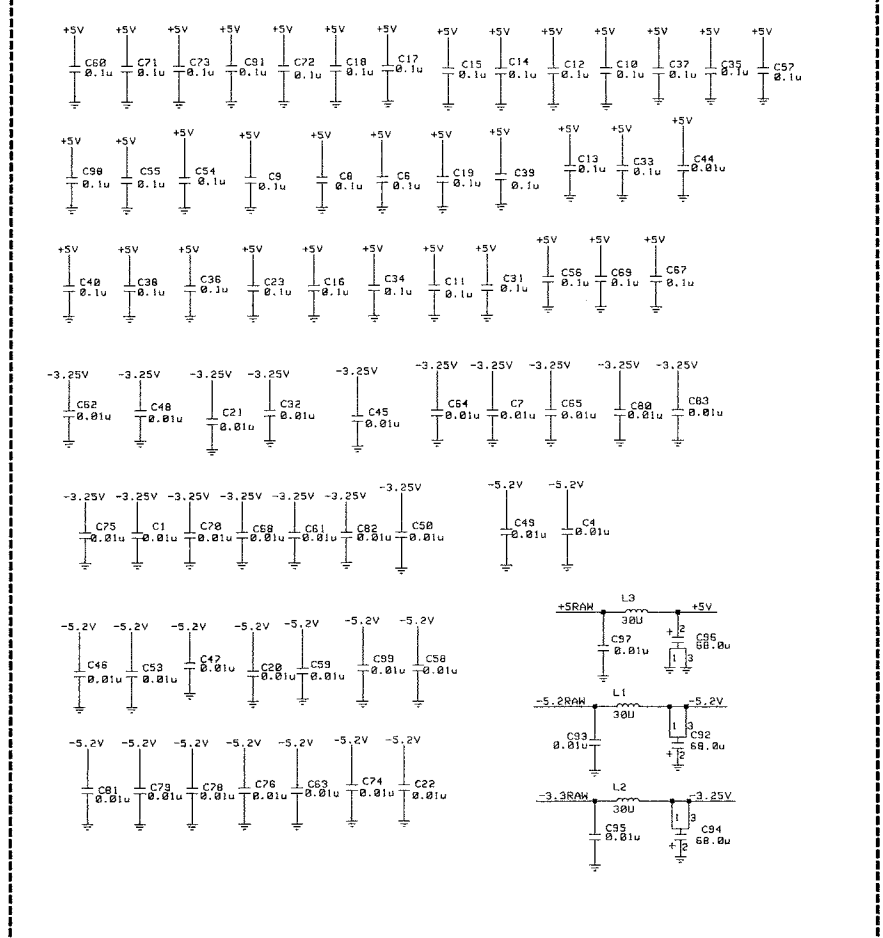 +5V +5V +5V +5V +5V +5V +5V +5V +5V +5V +5V +5V +5V +5V
C60 C71 C73 C91 C72 C18 C17 C15 C14 C12 C10 C37 C35 C57
0.1u 0.1u 0.1u 0.1u 0.1u 0.1u 0.1u 0.1u 0.1u 0.1u 0.1u 0.1u 0.1u 0.1u
+5V +5V +5V +5V +5V +5V +5V +5V +5V +5V +5V
C98 C55 C54 C9 C8 C6 C19 C39 C13 C33 C44
0.1u 0.1u 0.1u 0.1u 0.1u 0.1u 0.1u 0.1u 0.1u 0.1u 0.01u
+5V +5V +5V +5V +5V +5V +5V +5V +5V +5V +5V
C40 C38 C36 C23 C16 C34 C11 C31 C56 C69 C67
0.1u 0.1u 0.1u 0.1u 0.1u 0.1u 0.1u 0.1u 0.1u 0.1u 0.1u
-3.25V -3.25V -3.25V -3.25V -3.25V -3.25V -3.25V -3.25V -3.25V -3.25V
C62 C48 C21 C32 C45 C64 C7 C65 C80 C83
0.01u 0.01u 0.01u 0.01u 0.01u 0.01u 0.01u 0.01u 0.01u 0.01u
-3.25V -3.25V -3.25V -3.25V -3.25V -3.25V -3.25V -5.2V -5.2V
C75 C1 C70 C68 C61 C82 C50 C49 C4
0.01u 0.01u 0.01u 0.01u 0.01u 0.01u 0.01u 0.01u 0.01u
-5.2V -5.2V -5.2V -5.2V -5.2V -5.2V -5.2V
C46 C53 C47 C20 C59 C99 C58
0.01u 0.01u 0.01u 0.01u 0.01u 0.01u 0.01u
-5.2V -5.2V -5.2V -5.2V -5.2V -5.2V -5.2V
C81 C79 C78 C76 C63 C74 C22
0.01u 0.01u 0.01u 0.01u 0.01u 0.01u 0.01u
L3
+5RAW 30U +5V
C97 + 2 C96
0.01u 1 3 68.0u
L1
-5.2RAW 30U -5.2V
C93 1 3 C92
0.01u + 2 68.0u
L2
-3.3RAW 30U -3.25V
C95 1 3 C94
0.01u + 2 68.0u